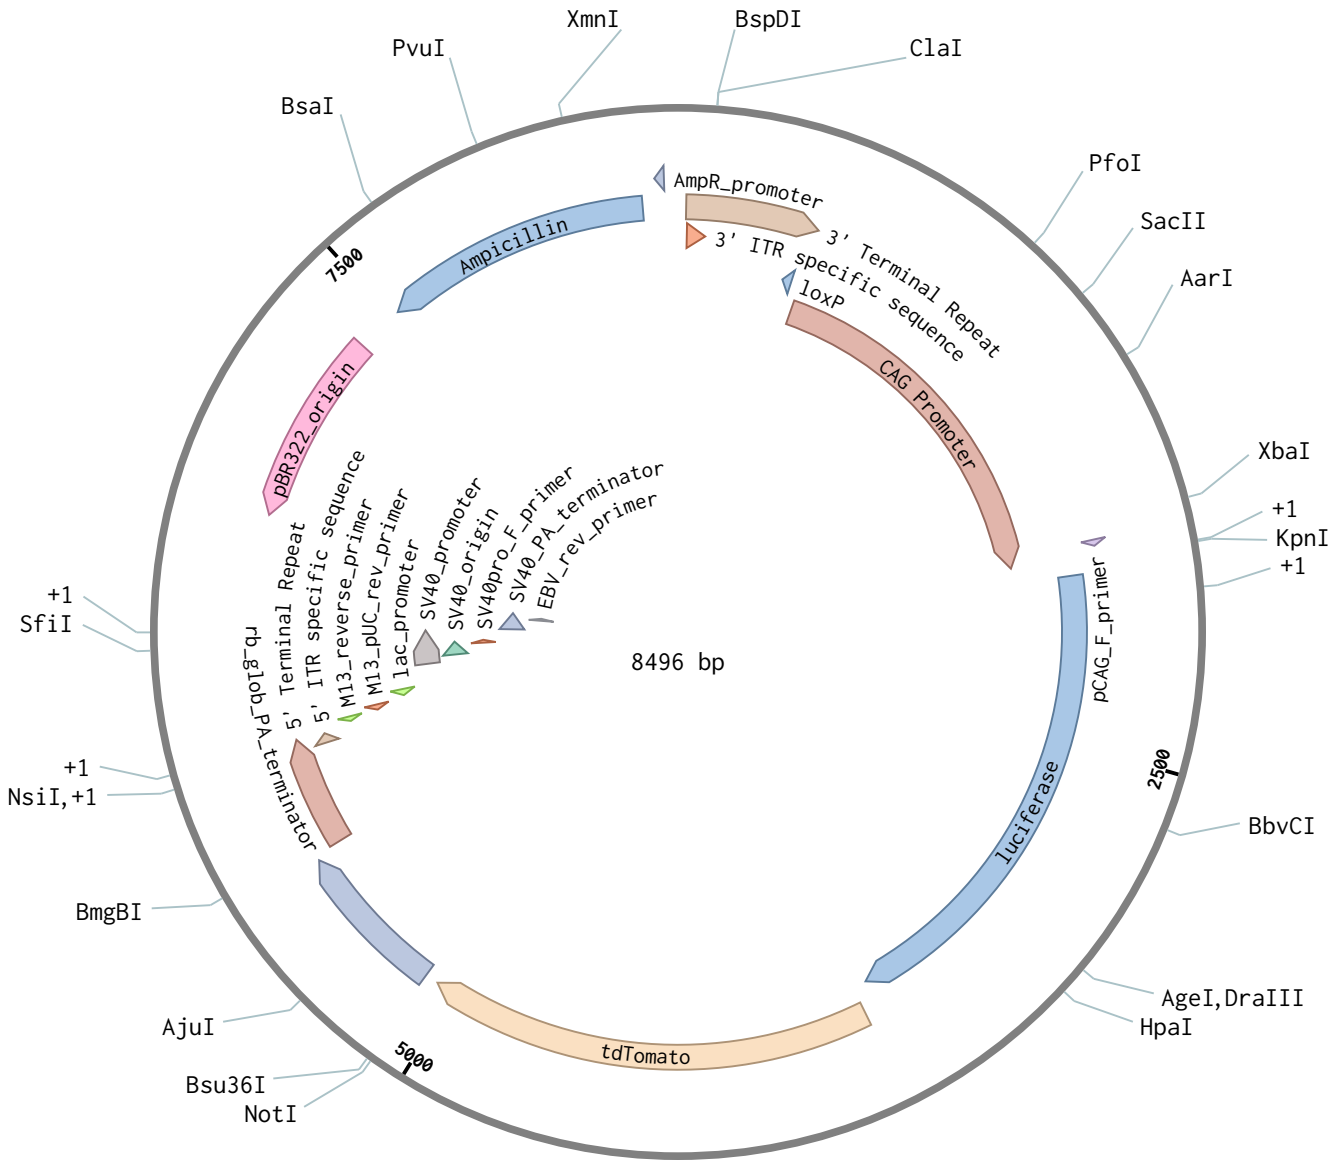 XmnI
BspDI
PvuI
ClaI
BsaI
PfoI
SacII
AarI
XbaI
+1
KpnI
+1
2500
BbvCI
AgeI,DraIII
HpaI
5000
NotI
Bsu36I
AjuI
BmgBI
NsiI,+1
+1
SfiI
+1
7500
AmpR_promoter
3' Terminal Repeat
3' ITR specific sequence
loxP
CAG Promoter
pCAG_F_primer
luciferase
tdTomato
rb_glob_PA_terminator
5' Terminal Repeat
5' ITR specific sequence
M13_reverse_primer
M13_pUC_rev_primer
lac_promoter
SV40_promoter
SV40_origin
SV40pro_F_primer
SV40_PA_terminator
EBV_rev_primer
pBR322_origin
Ampicillin
8496 bp